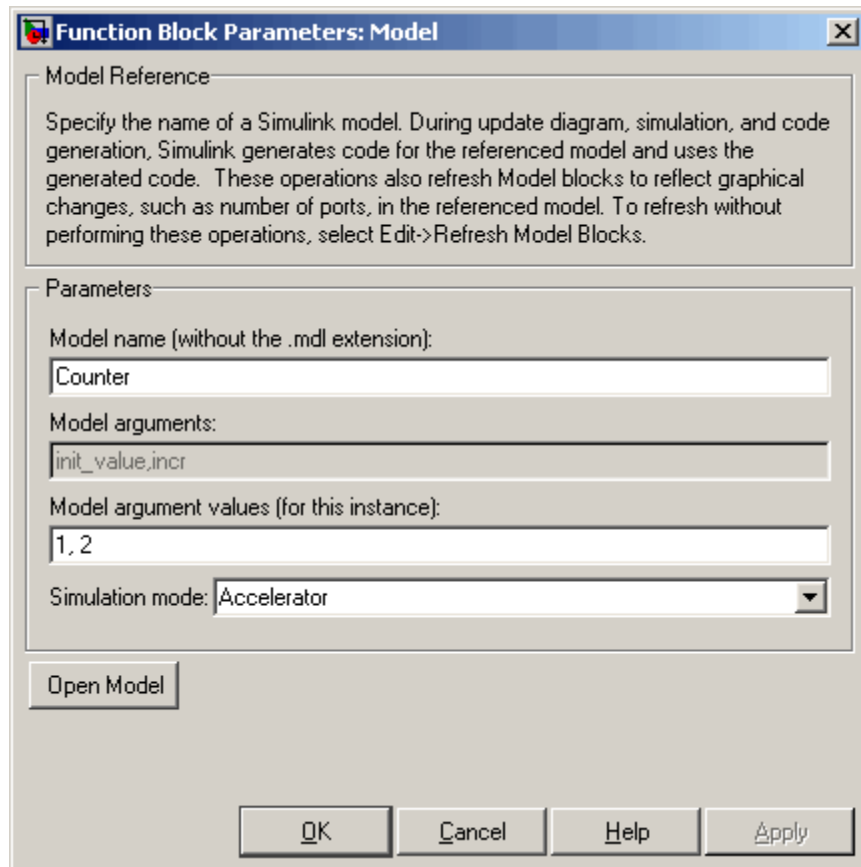 Function Block Parameters: Model
Model Reference
Specify the name of a Simulink model. During update diagram, simulation, and code
generation, Simulink generates code for the referenced model and uses the
generated code.  These operations also refresh Model blocks to reflect graphical
changes, such as number of ports, in the referenced model. To refresh without
performing these operations, select Edit->Refresh Model Blocks.
Parameters
Model name (without the .mdl extension):
Counter
Model arguments:
init_value,incr
Model argument values (for this instance):
1, 2
Simulation mode: Accelerator
Open Model
OK Cancel Help Apply